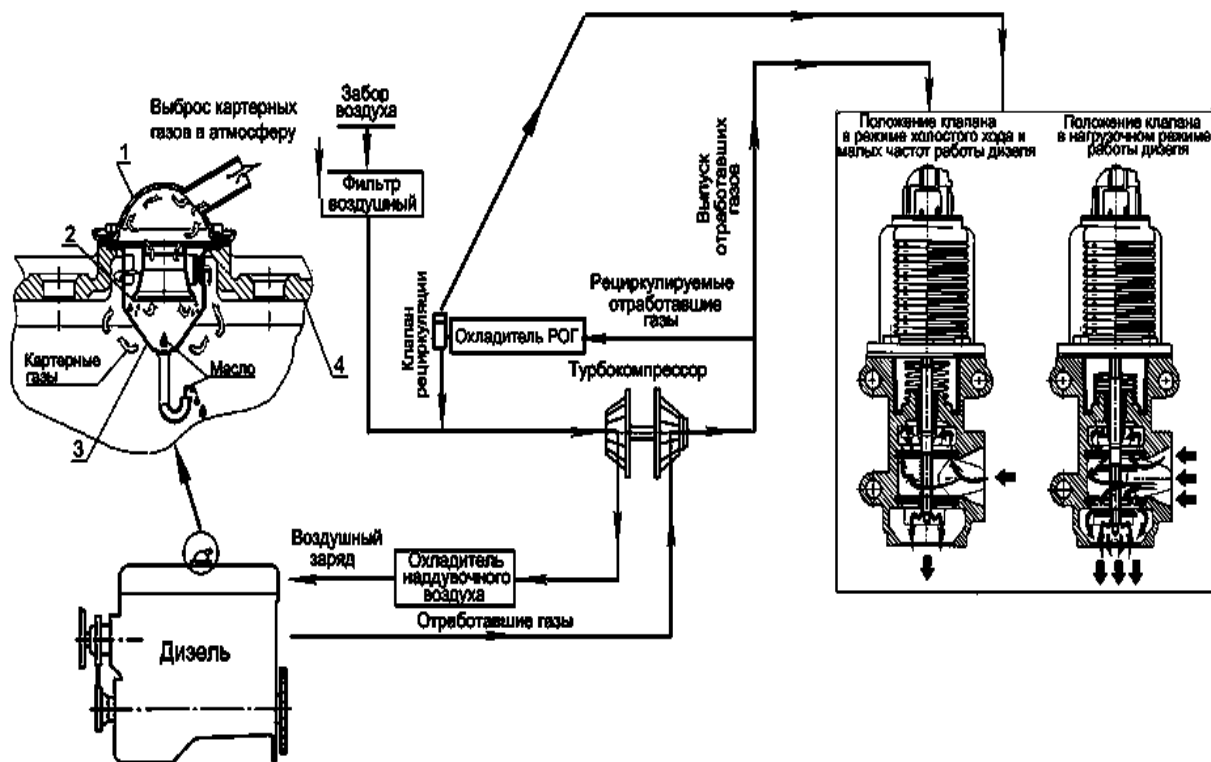 Выброс картерных
газов в атмосферу
1
2
3
4
Картерные
газы
Масло
Забор
воздуха
Фильтр
воздушный
Клапан
рециркуляции
Охладитель РОГ
Рециркулируемые
отработавшие
газы
Выпуск
отработавших
газов
Турбокомпрессор
Воздушный
заряд
Охладитель
наддувочного
воздуха
Отработавшие газы
Дизель
Положение клапана
в режиме холостого хода и
малых частот работы дизеля
Положение клапана
в нагрузочном режиме
работы дизеля